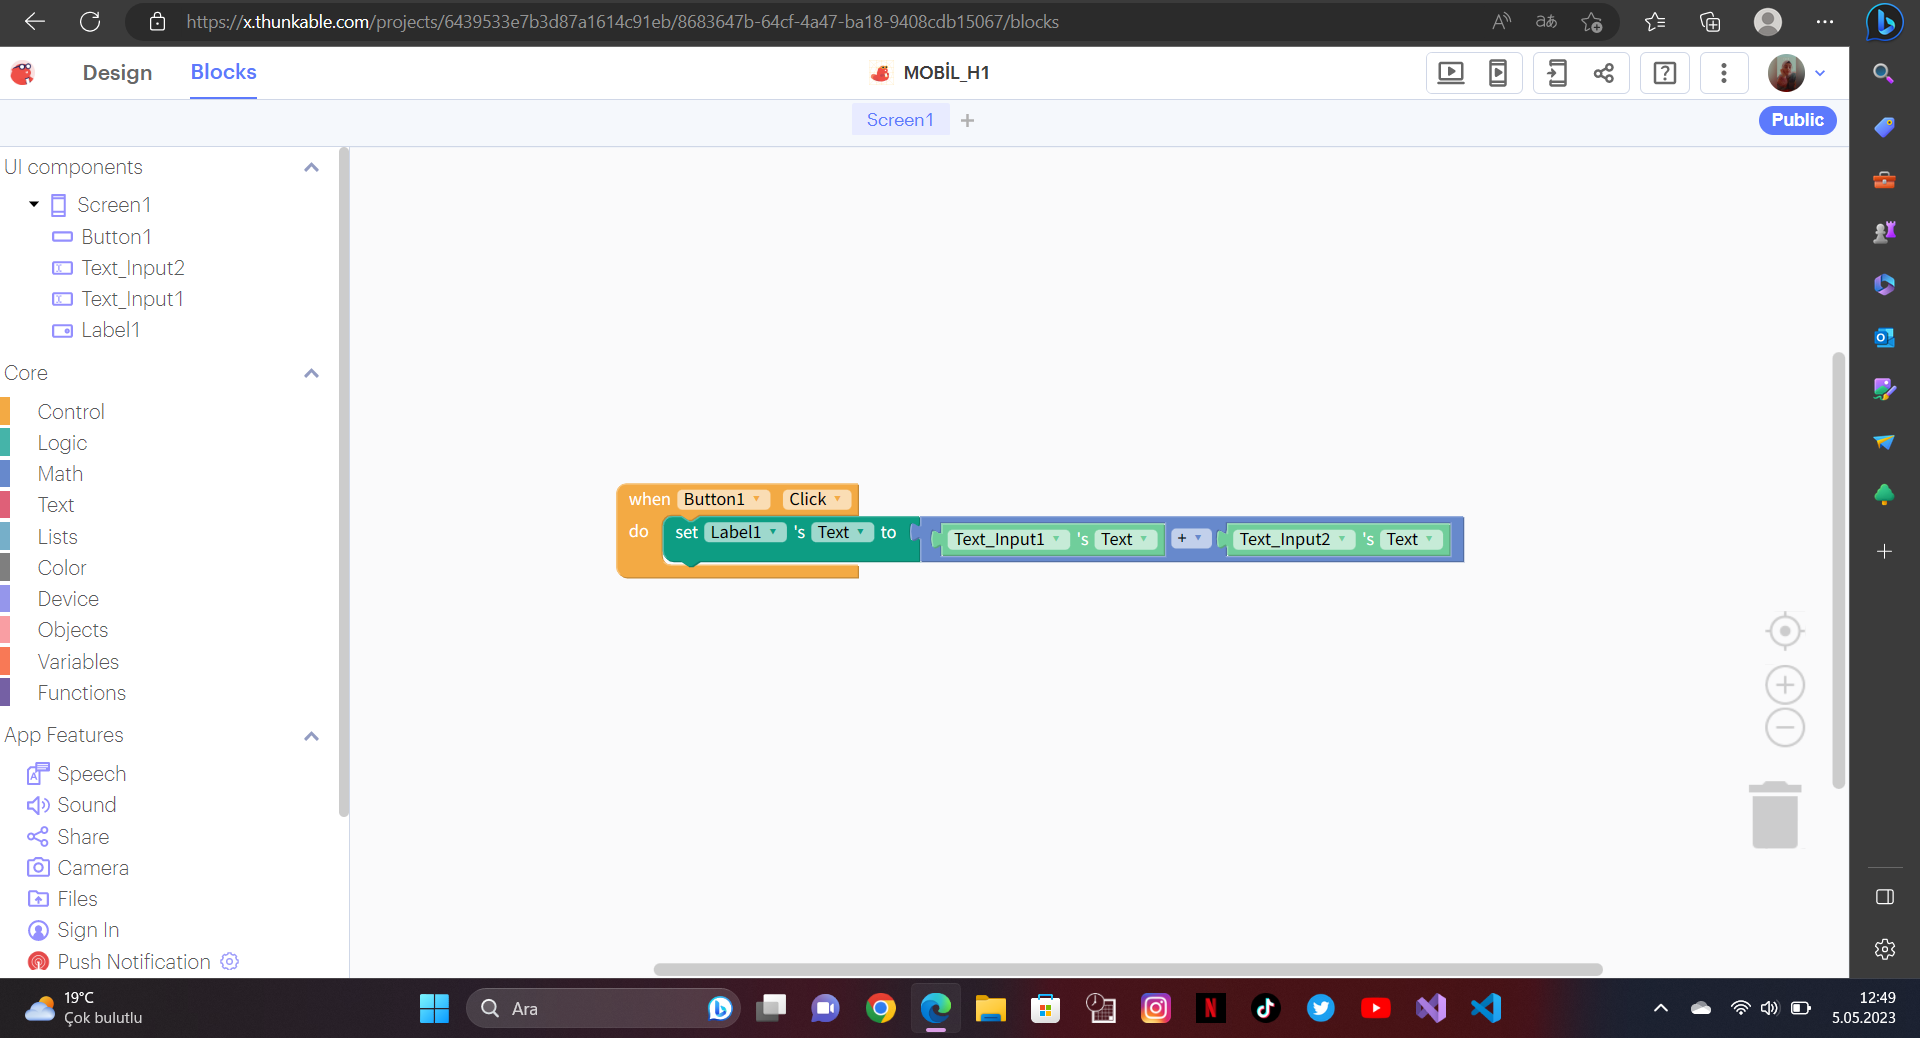 https://x.thunkable.com/projects/6439533e7b3d87a1614c91eb/8683647b-64cf-4a47-ba18-9408cdb15067/blocks
Design
Blocks
MOBİL_H1
Screen1
Public
UI components
Screen1
Button1
Text_Input2
Text_Input1
Label1
Core
Control
Logic
Math
Text
Lists
Color
Device
Objects
Variables
Functions
App Features
Speech
Sound
Share
Camera
Files
Sign In
Push Notification
when Button1 Click
do set Label1 's Text to Text_Input1 's Text + Text_Input2 's Text
19°C
Çok bulutlu
Ara
12:49
5.05.2023